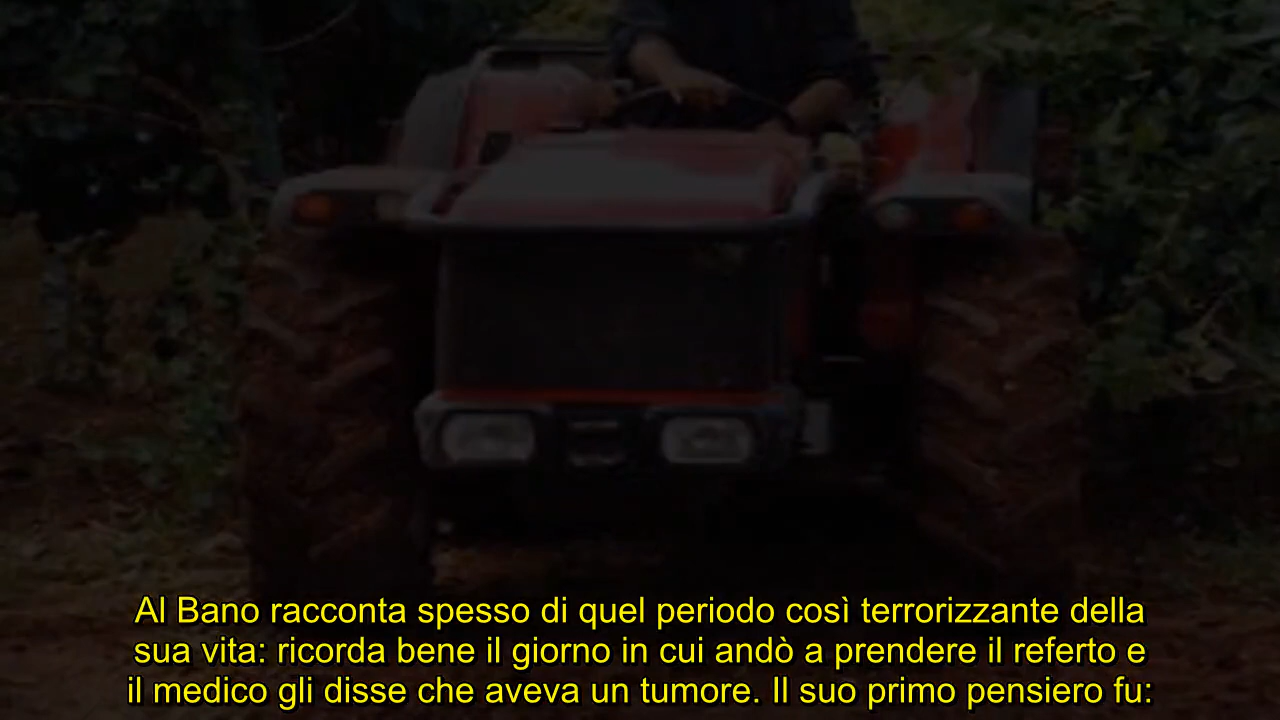 Al Bano racconta spesso di quel periodo così terrorizzante della
sua vita: ricorda bene il giorno in cui andò a prendere il referto e
il medico gli disse che aveva un tumore. Il suo primo pensiero fu: